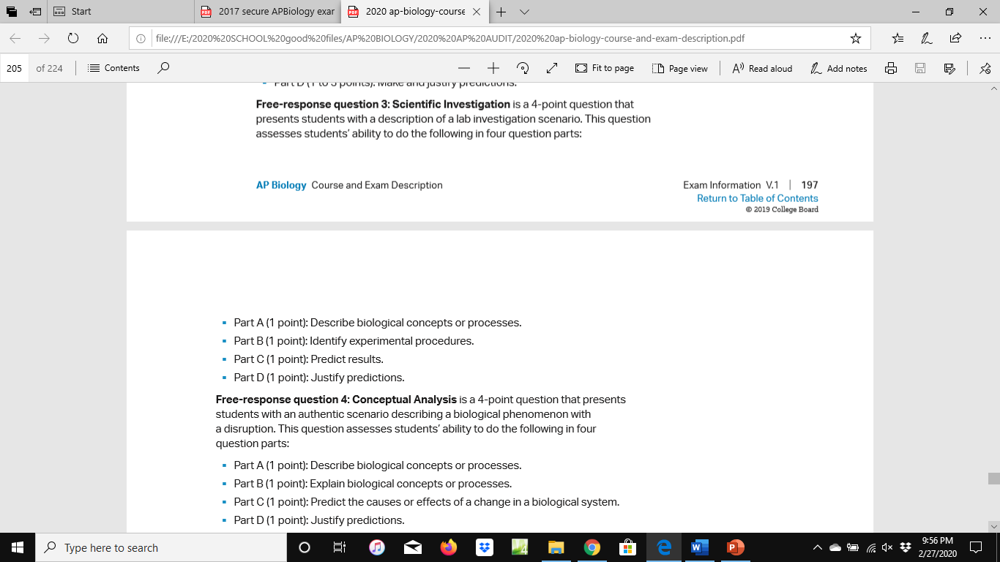 Start
2017 secure APBiology exar
2020 ap-biology-course
file:///E:/2020%20SCHOOL%20good%20files/AP%20BIOLOGY/2020%20AP%20AUDIT/2020%20ap-biology-course-and-exam-description.pdf
205 of 224
Contents
Fit to page
Page view
Read aloud
Add notes
Part D (1 to 3 points): Make and justify predictions.
Free-response question 3: Scientific Investigation is a 4-point question that
presents students with a description of a lab investigation scenario. This question
assesses students’ ability to do the following in four question parts:
AP Biology Course and Exam Description
Exam Information V.1 | 197
Return to Table of Contents
© 2019 College Board
▪ Part A (1 point): Describe biological concepts or processes.
▪ Part B (1 point): Identify experimental procedures.
▪ Part C (1 point): Predict results.
▪ Part D (1 point): Justify predictions.
Free-response question 4: Conceptual Analysis is a 4-point question that presents
students with an authentic scenario describing a biological phenomenon with
a disruption. This question assesses students’ ability to do the following in four
question parts:
▪ Part A (1 point): Describe biological concepts or processes.
▪ Part B (1 point): Explain biological concepts or processes.
▪ Part C (1 point): Predict the causes or effects of a change in a biological system.
▪ Part D (1 point): Justify predictions.
Type here to search
9:56 PM
2/27/2020